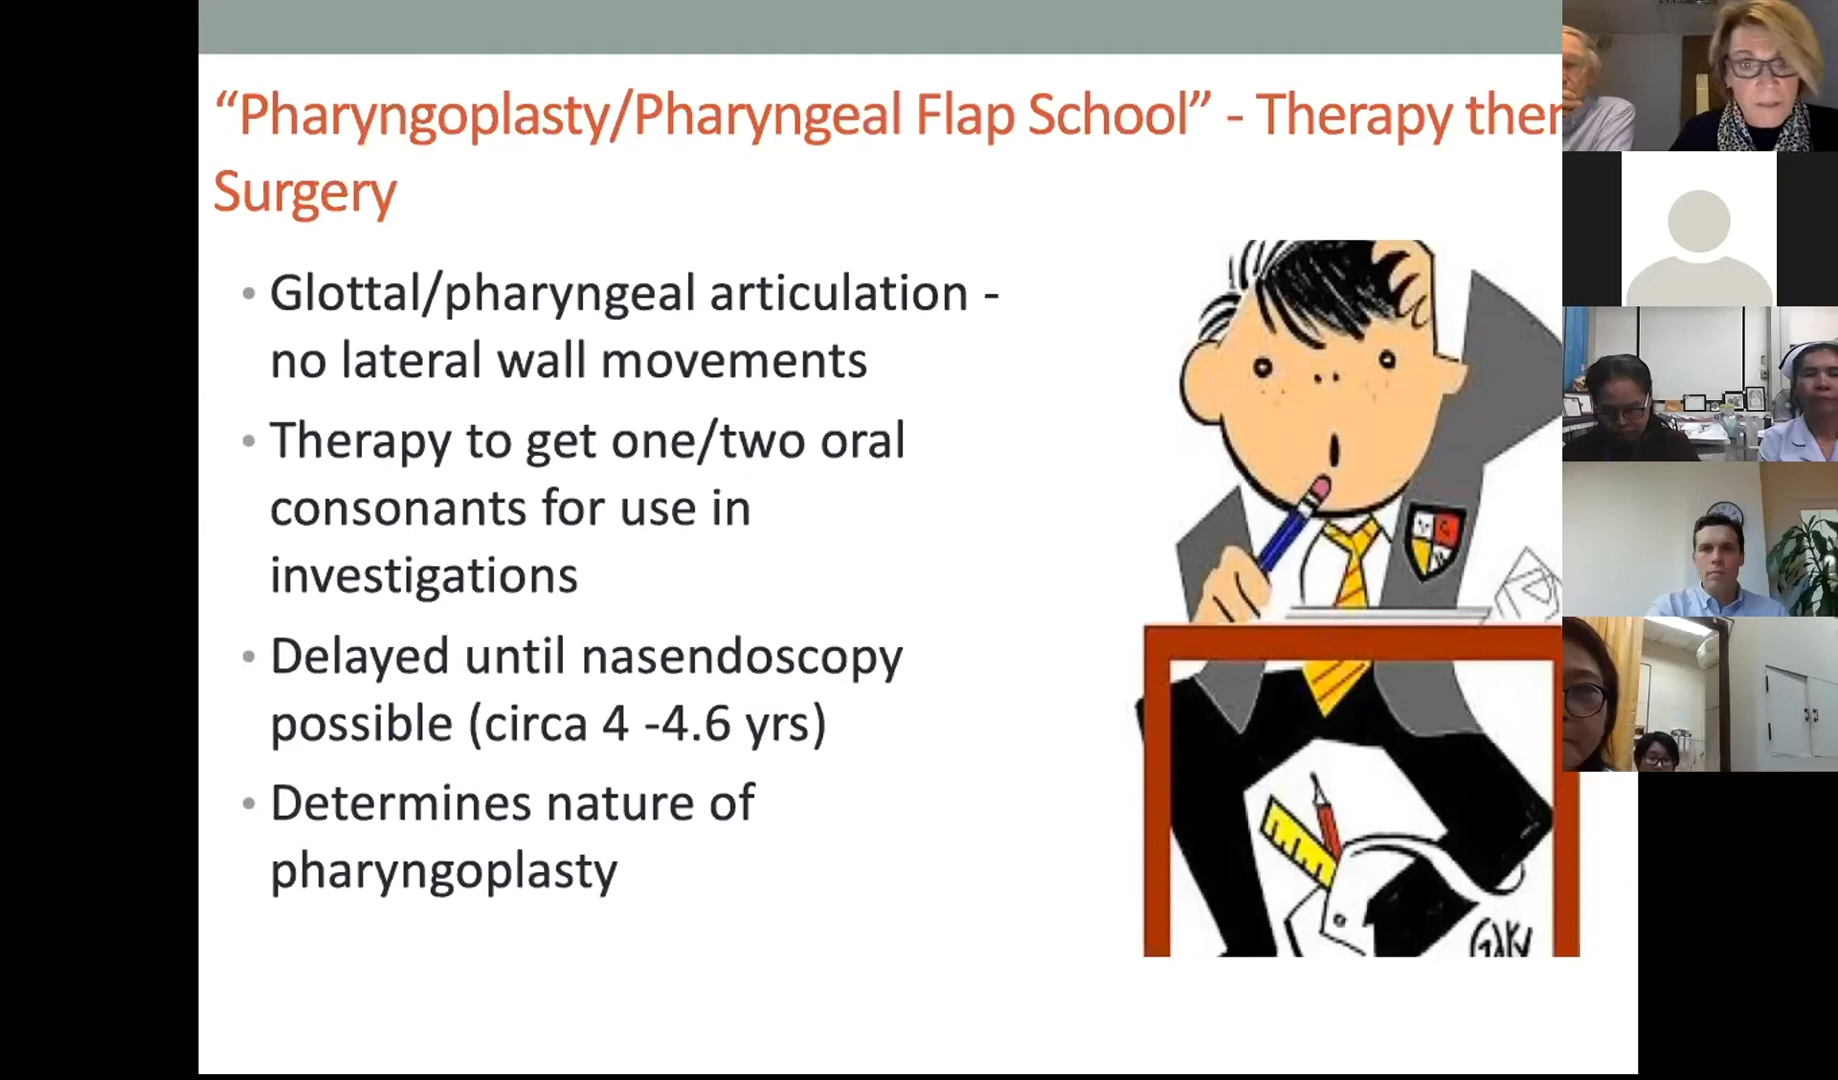 “Pharyngoplasty/Pharyngeal Flap School” - Therapy then
Surgery
• Glottal/pharyngeal articulation -
no lateral wall movements
• Therapy to get one/two oral
consonants for use in
investigations
• Delayed until nasendoscopy
possible (circa 4 -4.6 yrs)
• Determines nature of
pharyngoplasty